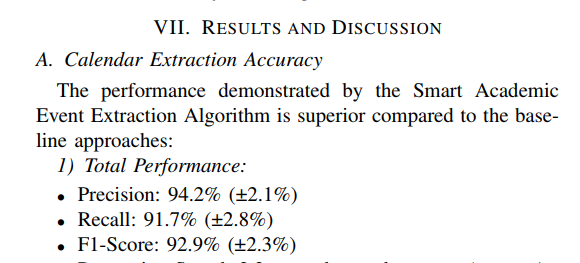 VII. RESULTS AND DISCUSSION
A. Calendar Extraction Accuracy
The performance demonstrated by the Smart Academic
Event Extraction Algorithm is superior compared to the base-
line approaches:
1) Total Performance:
• Precision: 94.2% (±2.1%)
• Recall: 91.7% (±2.8%)
• F1-Score: 92.9% (±2.3%)